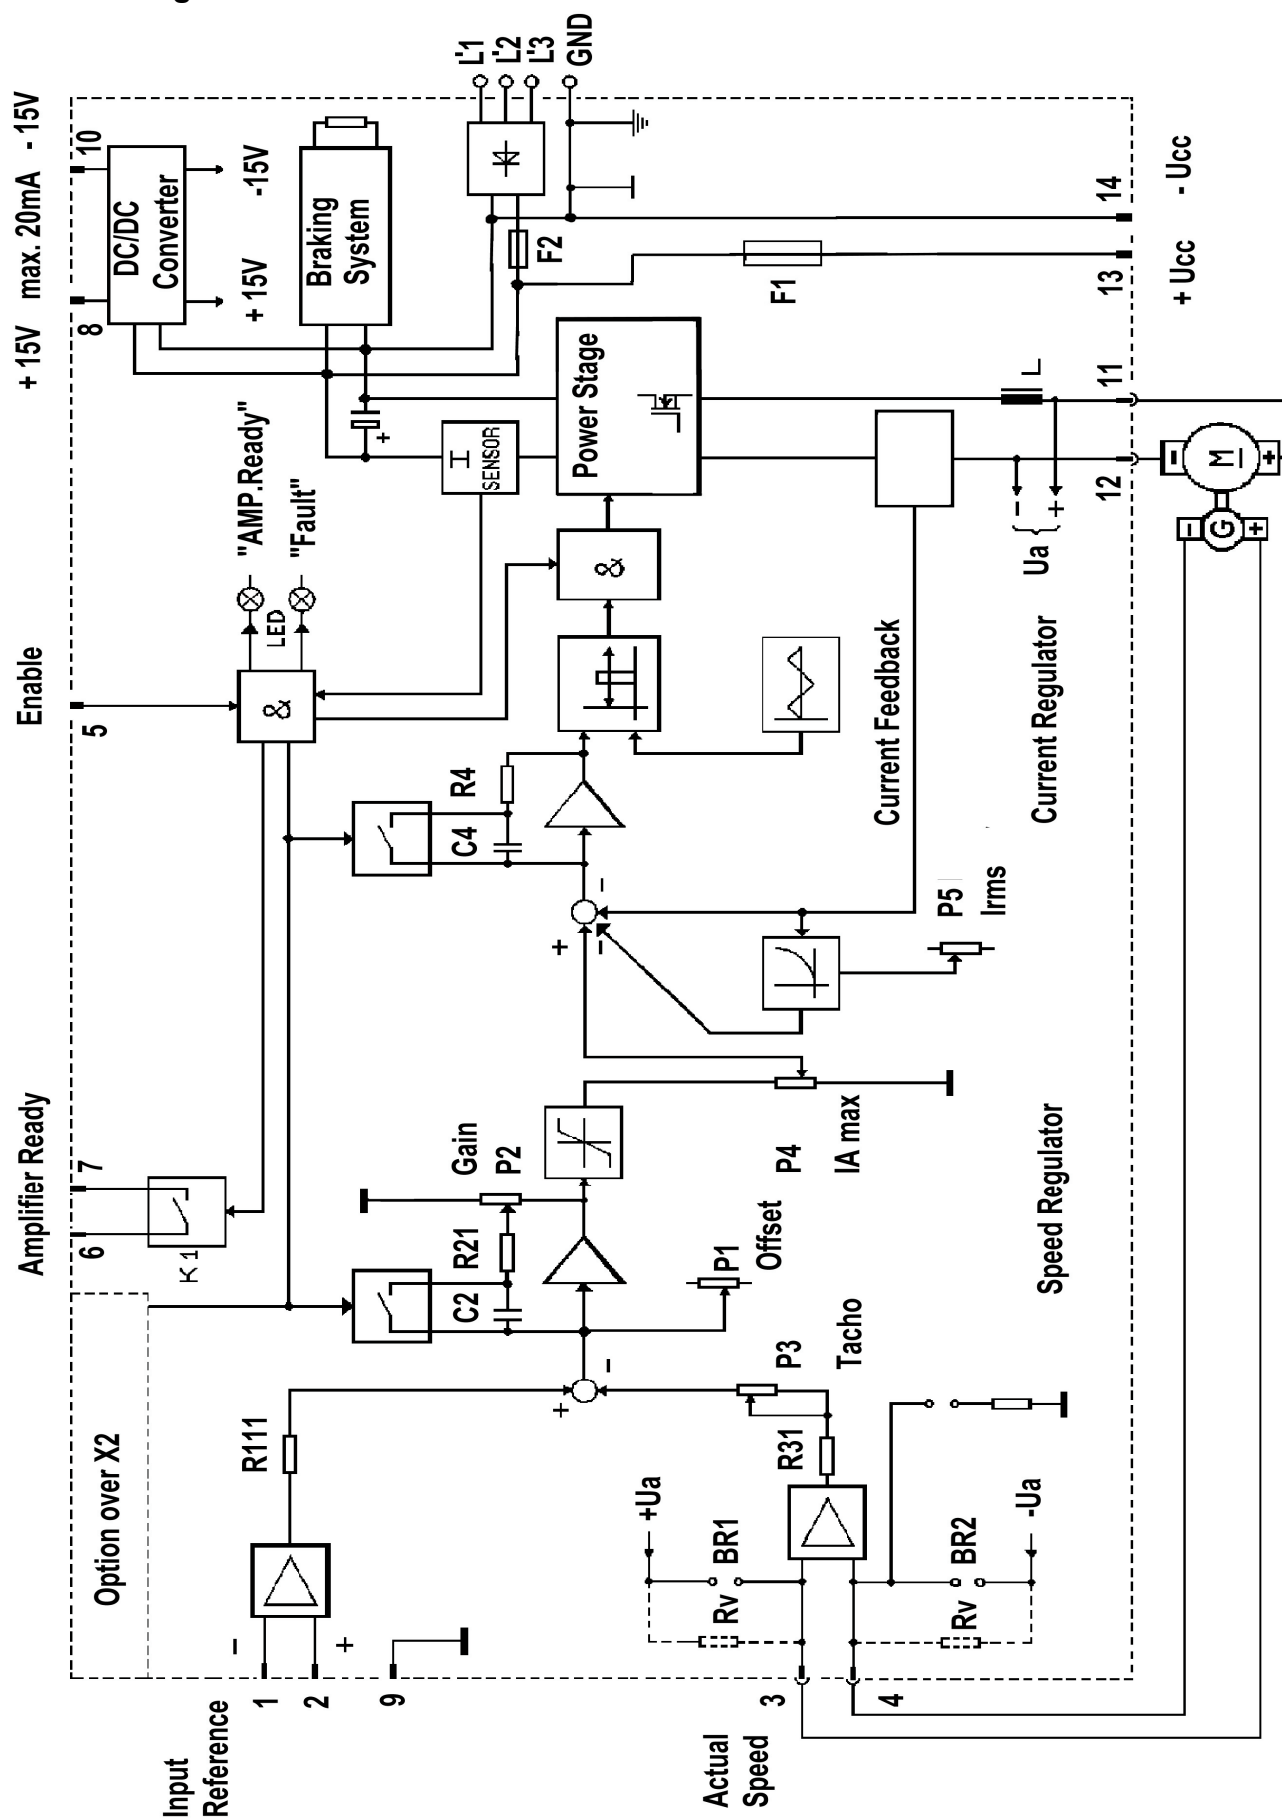 + 15V max. 20mA - 15V
8
10
DC/DC
Converter
+ 15V
-15V
Braking
System
L'1
L'2
L'3
GND
F2
F1
14
- Ucc
13
+ Ucc
Power Stage
I
SENSOR
+
"AMP.Ready"
"Fault"
LED
Enable
5
&
&
L
11
12
-
+
Ua
M
-
+
G
-
+
R4
C4
Current Feedback
Current Regulator
+
-
-
P5
Irms
Amplifier Ready
6
7
K1
Gain
P2
R21
C2
P4
IA max
P1
Offset
Speed Regulator
+
-
P3
Tacho
Option over X2
R111
R31
+Ua
BR1
Rv
-Ua
BR2
Rv
Input
Reference
1
-
2
+
9
Actual
Speed
3
4